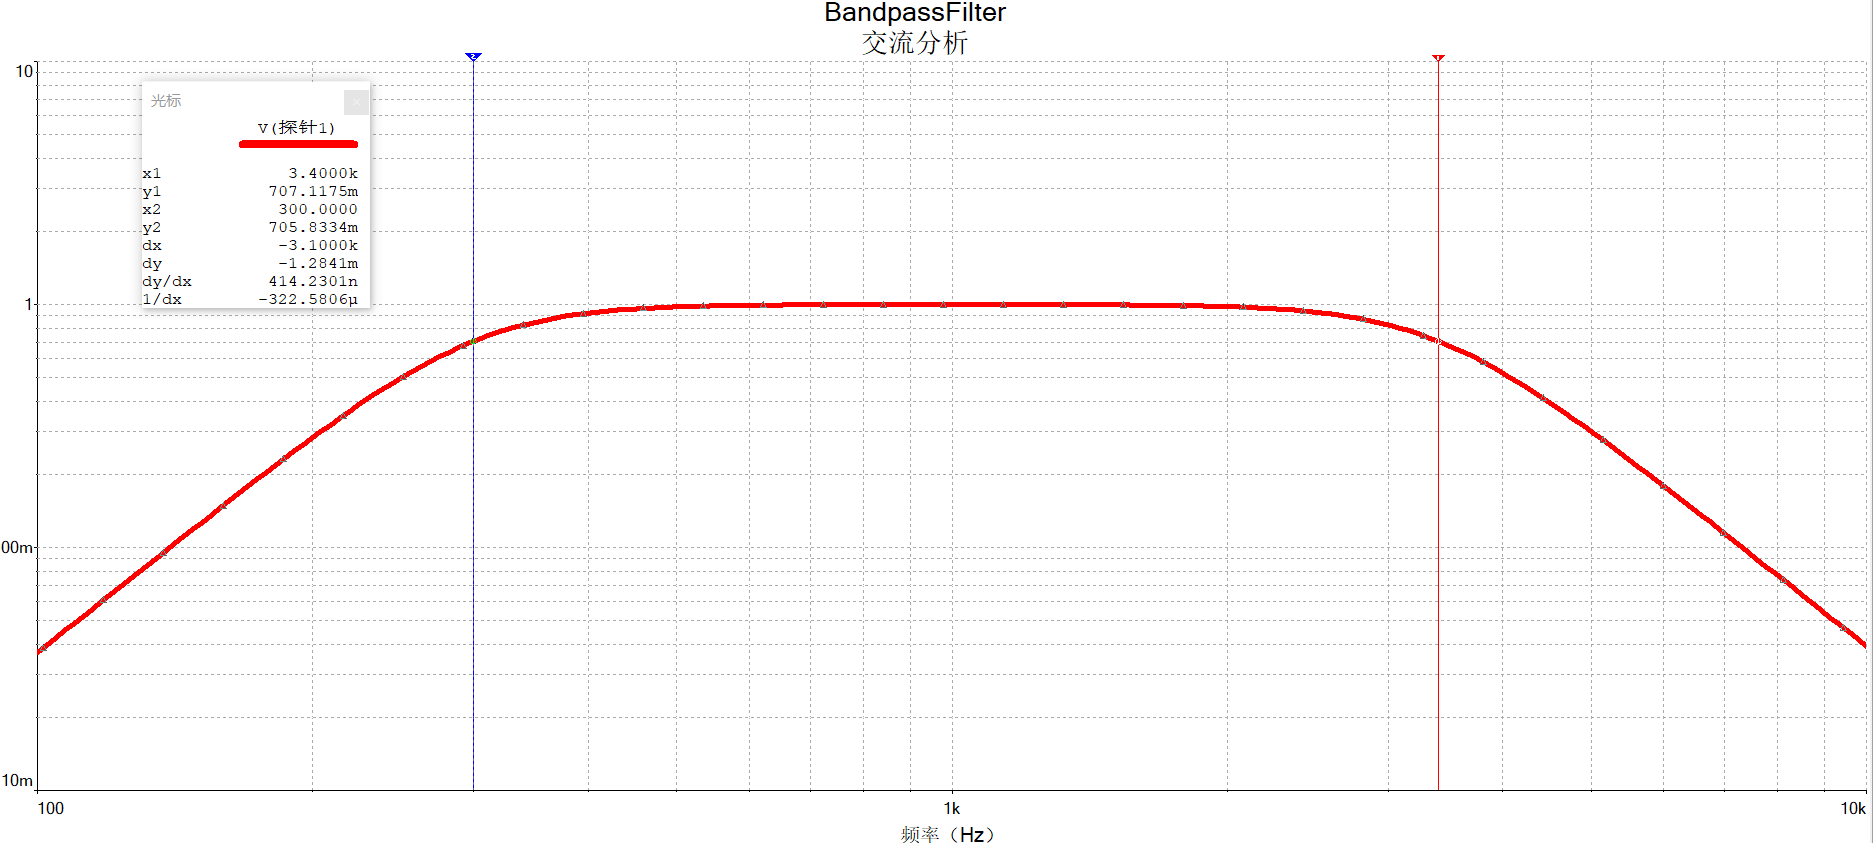 BandpassFilter
交流分析
10
光标
x
V(探针1)
x1 3.4000k
y1 707.1175m
x2 300.0000
y2 705.8334m
dx -3.1000k
dy -1.2841m
dy/dx 414.2301n
1/dx -322.5806µ
2
1
1
00m
10m
100 1k 10k
频率（Hz）